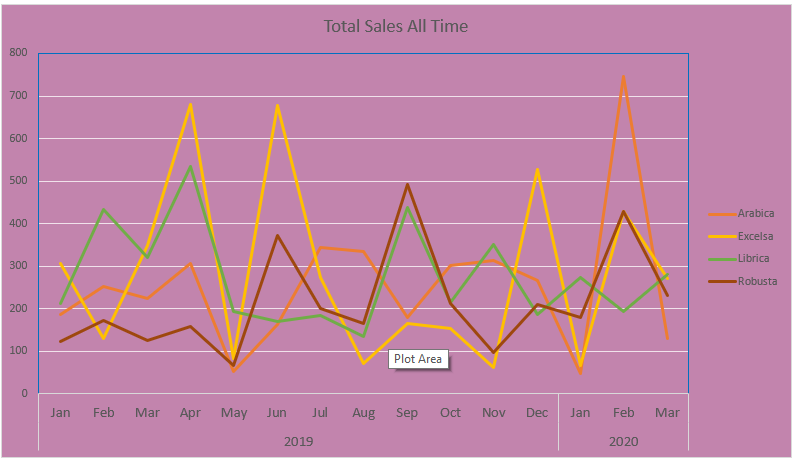 Total Sales All Time
800
700
600
500
400
300
200
100
0
Arabica
Excelsa
Librica
Robusta
Plot Area
Jan Feb Mar Apr May Jun Jul Aug Sep Oct Nov Dec Jan Feb Mar
2019 2020